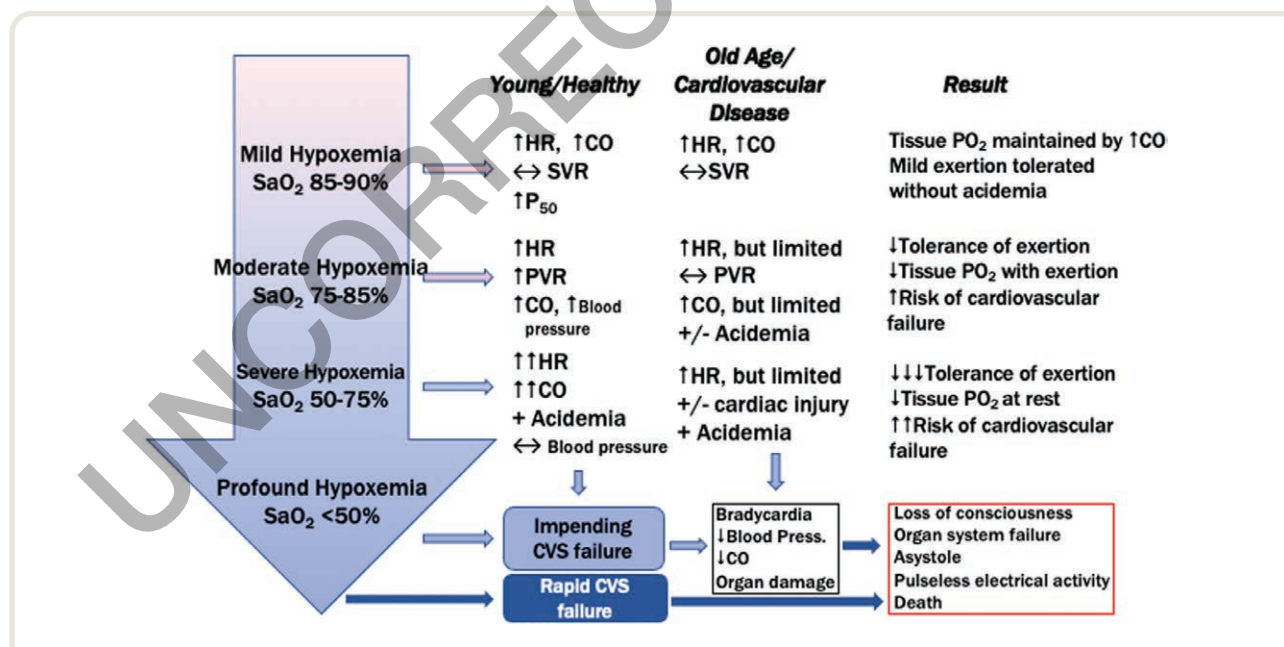 UNCORREC
Young/Healthy
Old Age/
Cardiovascular
Disease
Result
Mild Hypoxemia
SaO₂ 85-90%
↑HR, ↑CO
↔ SVR
↑P₅₀
↑HR, ↑CO
↔SVR
Tissue PO₂ maintained by ↑CO
Mild exertion tolerated
without acidemia
Moderate Hypoxemia
SaO₂ 75-85%
↑HR
↑PVR
↑CO, ↑Blood
pressure
↑HR, but limited
↔ PVR
↑CO, but limited
+/- Acidemia
↓Tolerance of exertion
↓Tissue PO₂ with exertion
↑Risk of cardiovascular
failure
Severe Hypoxemia
SaO₂ 50-75%
↑↑HR
↑↑CO
+ Acidemia
↔ Blood pressure
↑HR, but limited
+/- cardiac injury
+ Acidemia
↓↓↓Tolerance of exertion
↓Tissue PO₂ at rest
↑↑Risk of cardiovascular
failure
Profound Hypoxemia
SaO₂ <50%
Impending
CVS failure
Bradycardia
↓Blood Press.
↓CO
Organ damage
Loss of consciousness
Organ system failure
Asystole
Pulseless electrical activity
Death
Rapid CVS
failure